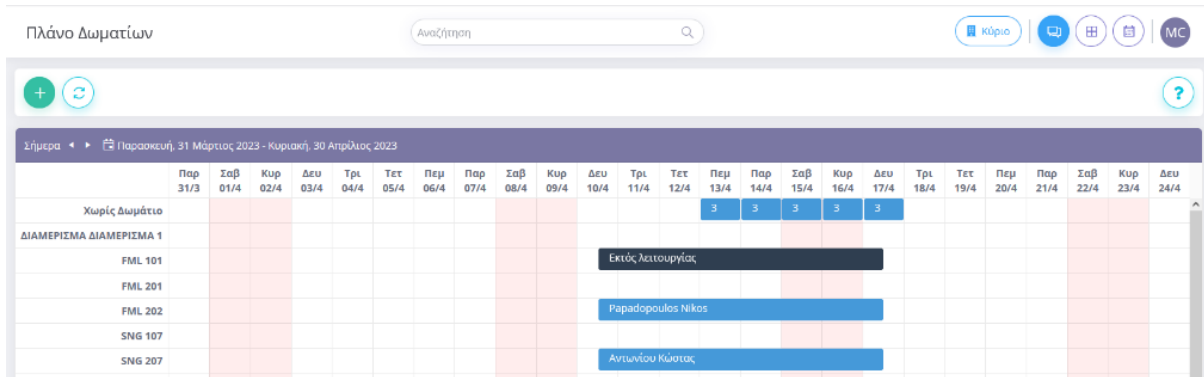 Πλάνο Δωματίων
Αναζήτηση
Κύριο
MC
+
?
Σήμερα Παρασκευή, 31 Μάρτιος 2023 - Κυριακή, 30 Απρίλιος 2023
Παρ Σαβ Κυρ Δευ Τρι Τετ Πεμ Παρ Σαβ Κυρ Δευ Τρι Τετ Πεμ Παρ Σαβ Κυρ Δευ Τρι Τετ Πεμ Παρ Σαβ Κυρ Δευ
31/3 01/4 02/4 03/4 04/4 05/4 06/4 07/4 08/4 09/4 10/4 11/4 12/4 13/4 14/4 15/4 16/4 17/4 18/4 19/4 20/4 21/4 22/4 23/4 24/4
Χωρίς Δωμάτιο 3 3 3 3 3
ΔΙΑΜΕΡΙΣΜΑ ΔΙΑΜΕΡΙΣΜΑ 1
FML 101 Εκτός λειτουργίας
FML 201
FML 202 Papadopoulos Nikos
SNG 107
SNG 207 Αντωνίου Κώστας